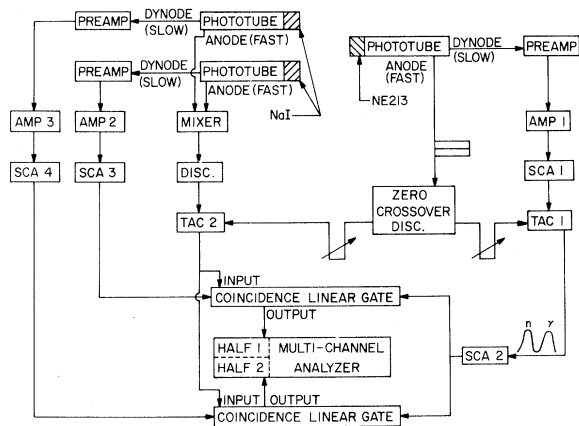 PREAMP
DYNODE
(SLOW)
PHOTOTUBE
ANODE (FAST)
PREAMP
DYNODE
(SLOW)
PHOTOTUBE
ANODE (FAST)
NaI
PHOTOTUBE
DYNODE
(SLOW)
PREAMP
ANODE
(FAST)
NE213
AMP 3
AMP 2
MIXER
AMP 1
SCA 4
SCA 3
DISC.
SCA 1
TAC 2
ZERO
CROSSOVER
DISC.
TAC 1
INPUT
COINCIDENCE LINEAR GATE
OUTPUT
HALF 1
HALF 2
MULTI-CHANNEL
ANALYZER
SCA 2
n γ
INPUT OUTPUT
COINCIDENCE LINEAR GATE